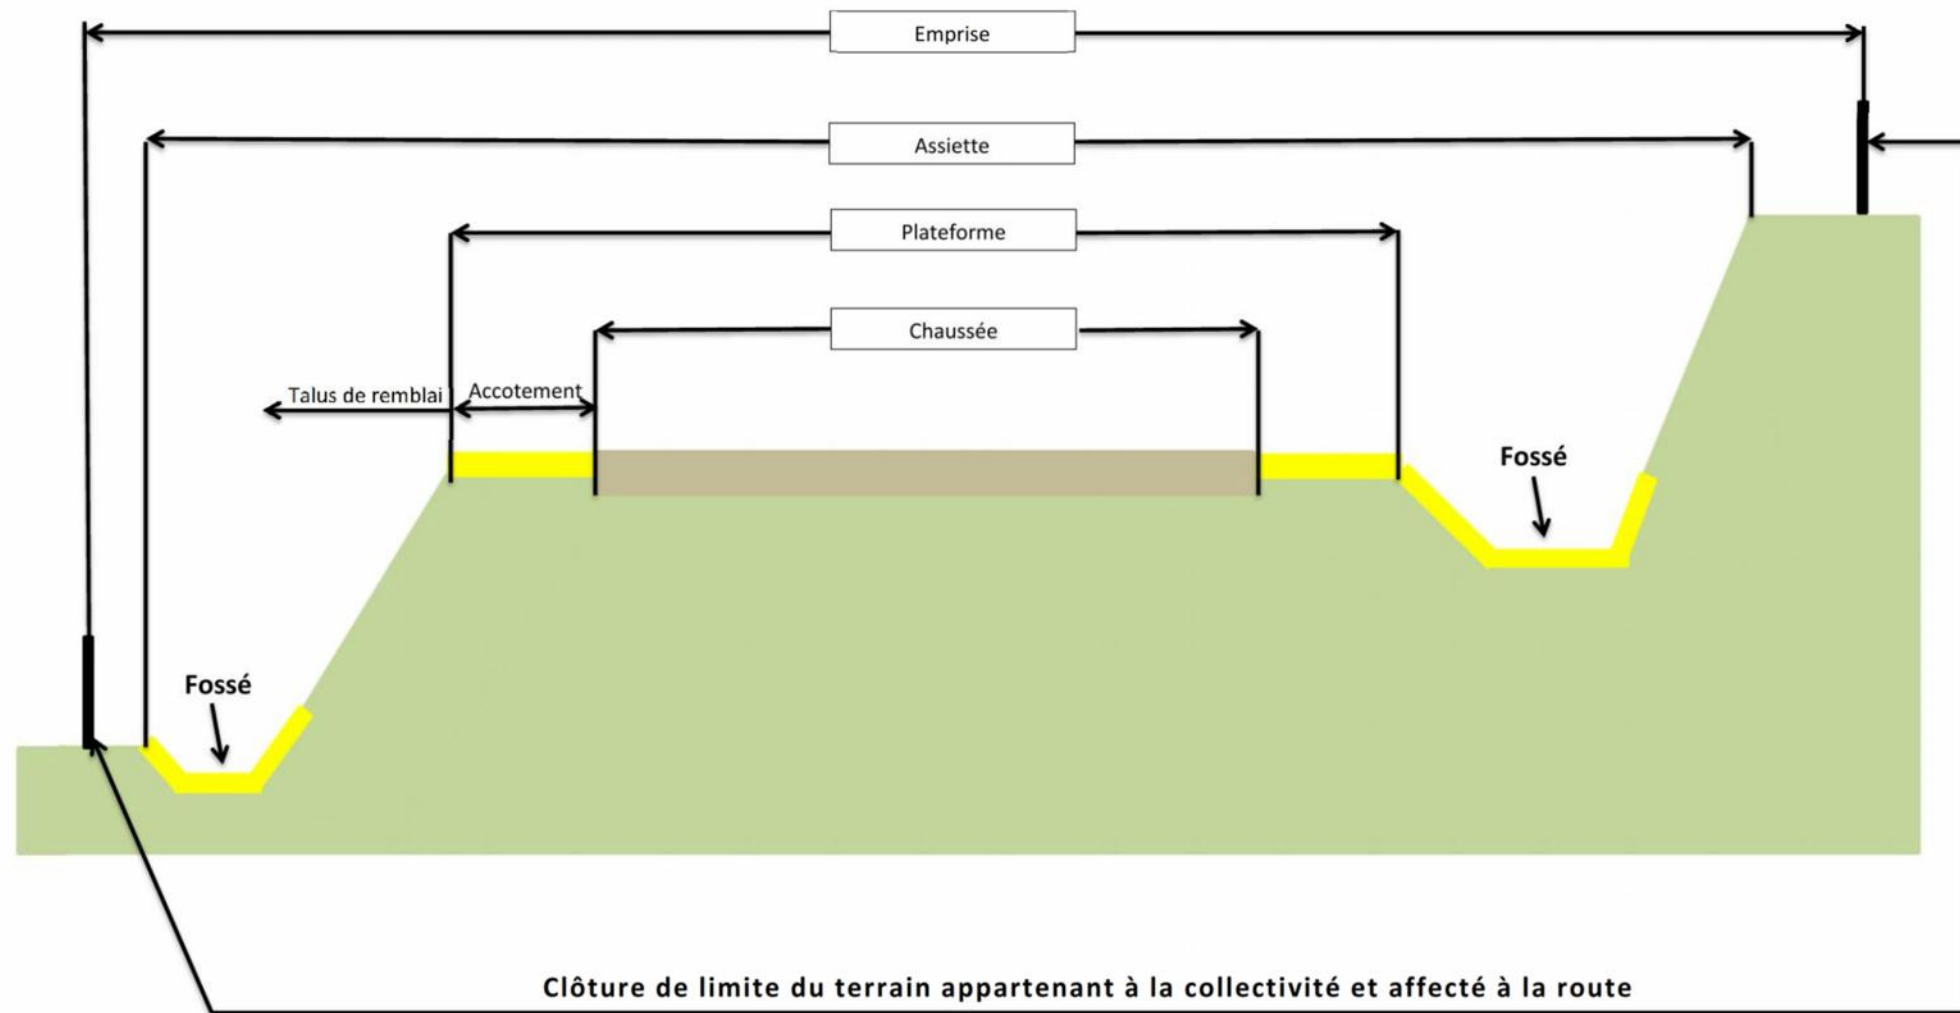 Emprise
Assiette
Plateforme
Chaussée
Talus de remblai
Accotement
Fossé
Fossé
Clôture de limite du terrain appartenant à la collectivité et affecté à la route